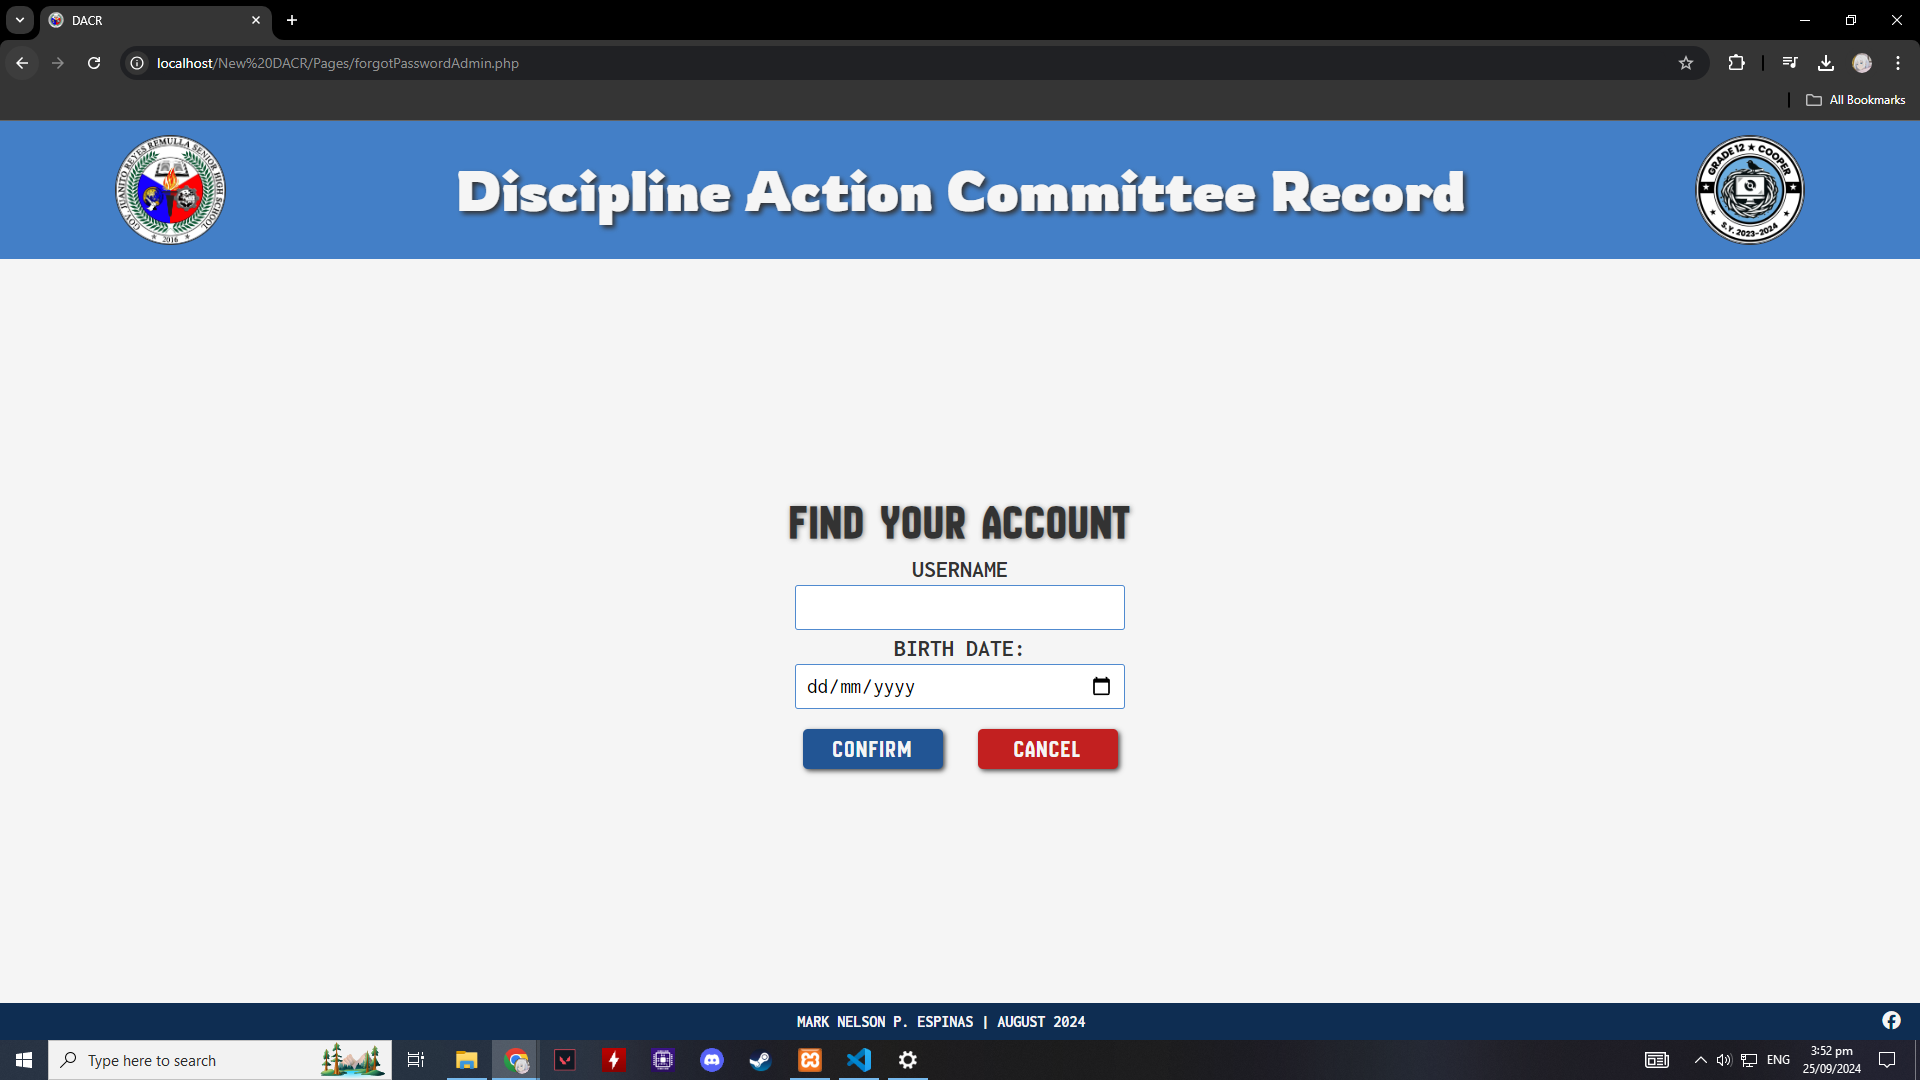 DACR
localhost/New%20DACR/Pages/forgotPasswordAdmin.php
All Bookmarks
GOV. JUANITO REYES REMULLA SENIOR HIGH SCHOOL
2016
Discipline Action Committee Record
GRADE 12 ★ COOPER
S.Y. 2023-2024
FIND YOUR ACCOUNT
USERNAME
BIRTH DATE:
dd/mm/yyyy
CONFIRM
CANCEL
MARK NELSON P. ESPINAS | AUGUST 2024
Type here to search
ENG
3:52 pm
25/09/2024